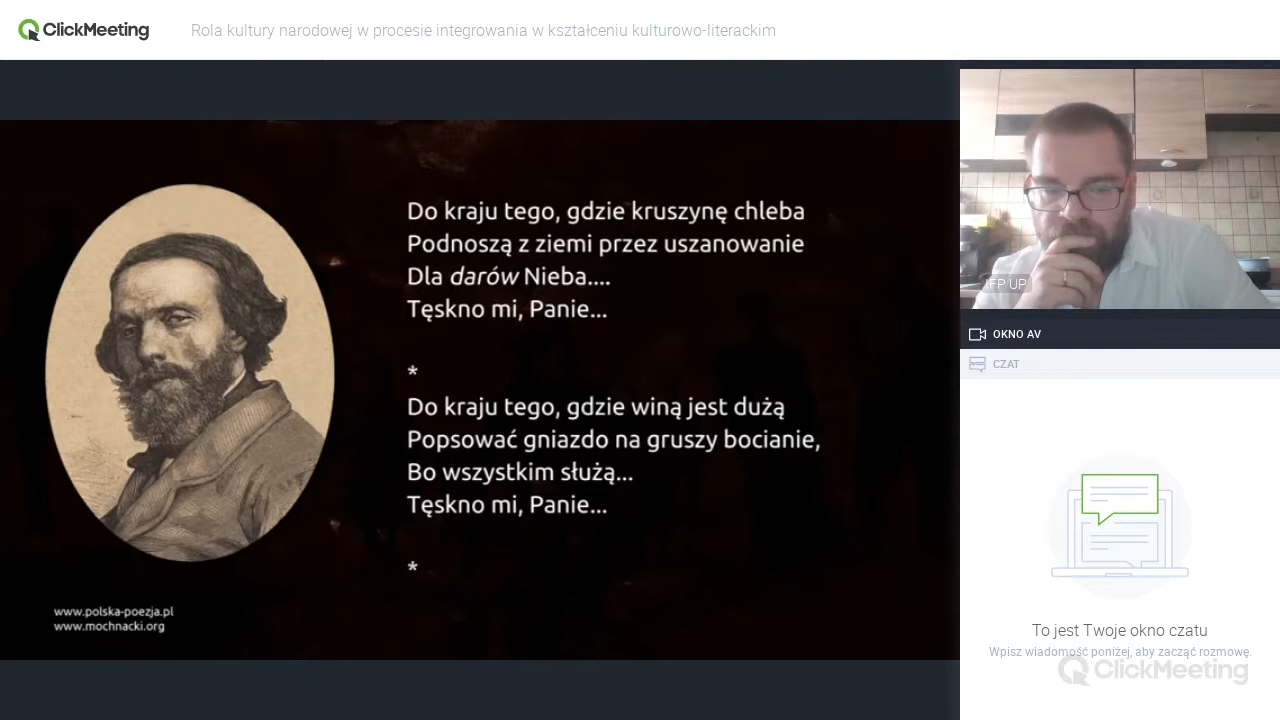 ClickMeeting
Rola kultury narodowej w procesie integrowania w kształceniu kulturowo-literackim
Do kraju tego, gdzie kruszynę chleba
Podnoszą z ziemi przez uszanowanie
Dla darów Nieba....
Tęskno mi, Panie...
*
Do kraju tego, gdzie winą jest dużą
Popsować gniazdo na gruszy bocianie,
Bo wszystkim służą...
Tęskno mi, Panie...
*
www.polska-poezja.pl
www.mochnacki.org
IFP UP
OKNO AV
CZAT
To jest Twoje okno czatu
Wpisz wiadomość poniżej, aby zacząć rozmowę.
ClickMeeting